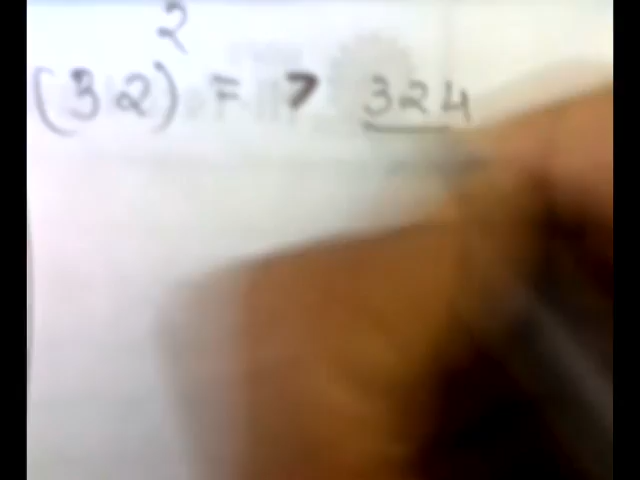 2
(32) = 7 324